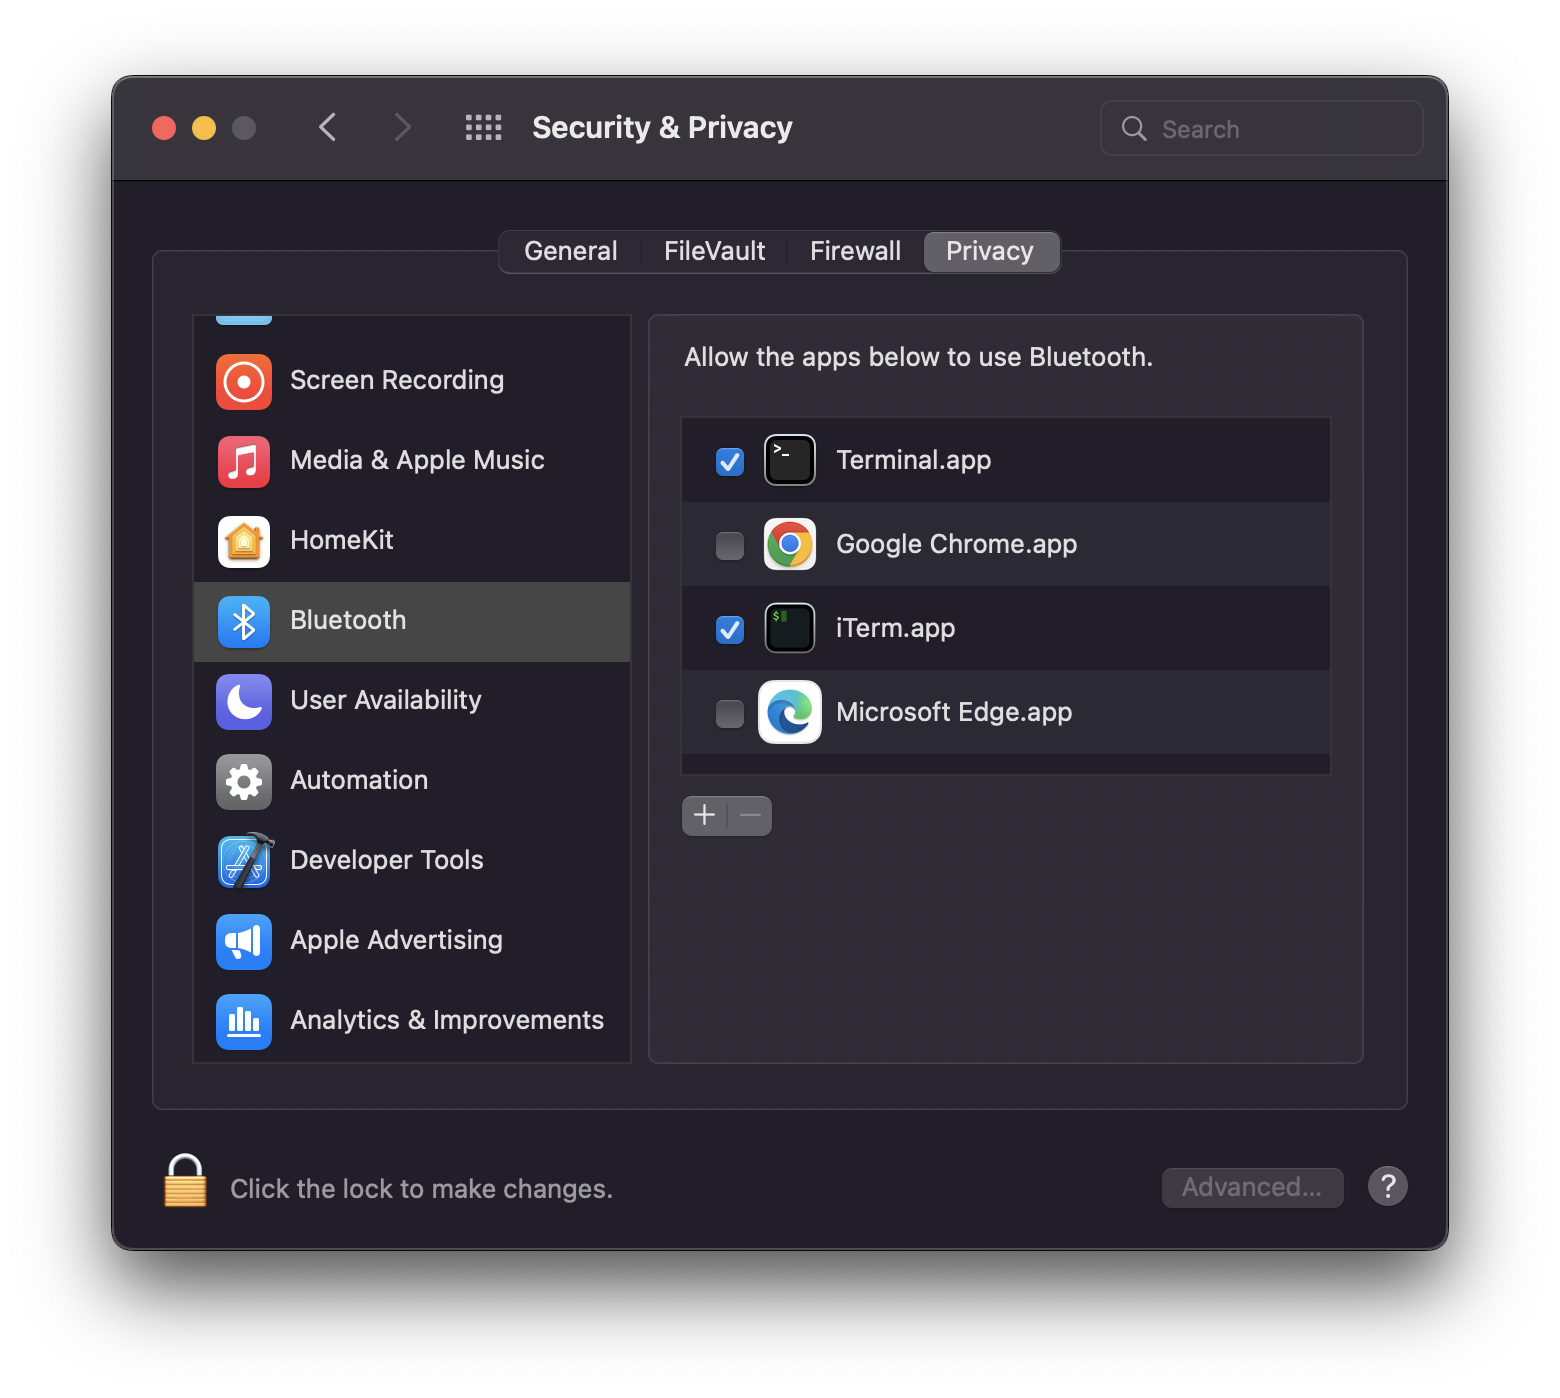 Security & Privacy
Search
General
FileVault
Firewall
Privacy
Screen Recording
Media & Apple Music
HomeKit
Bluetooth
User Availability
Automation
Developer Tools
Apple Advertising
Analytics & Improvements
Allow the apps below to use Bluetooth.
>_
Terminal.app
Google Chrome.app
$
iTerm.app
Microsoft Edge.app
Click the lock to make changes.
Advanced...
?